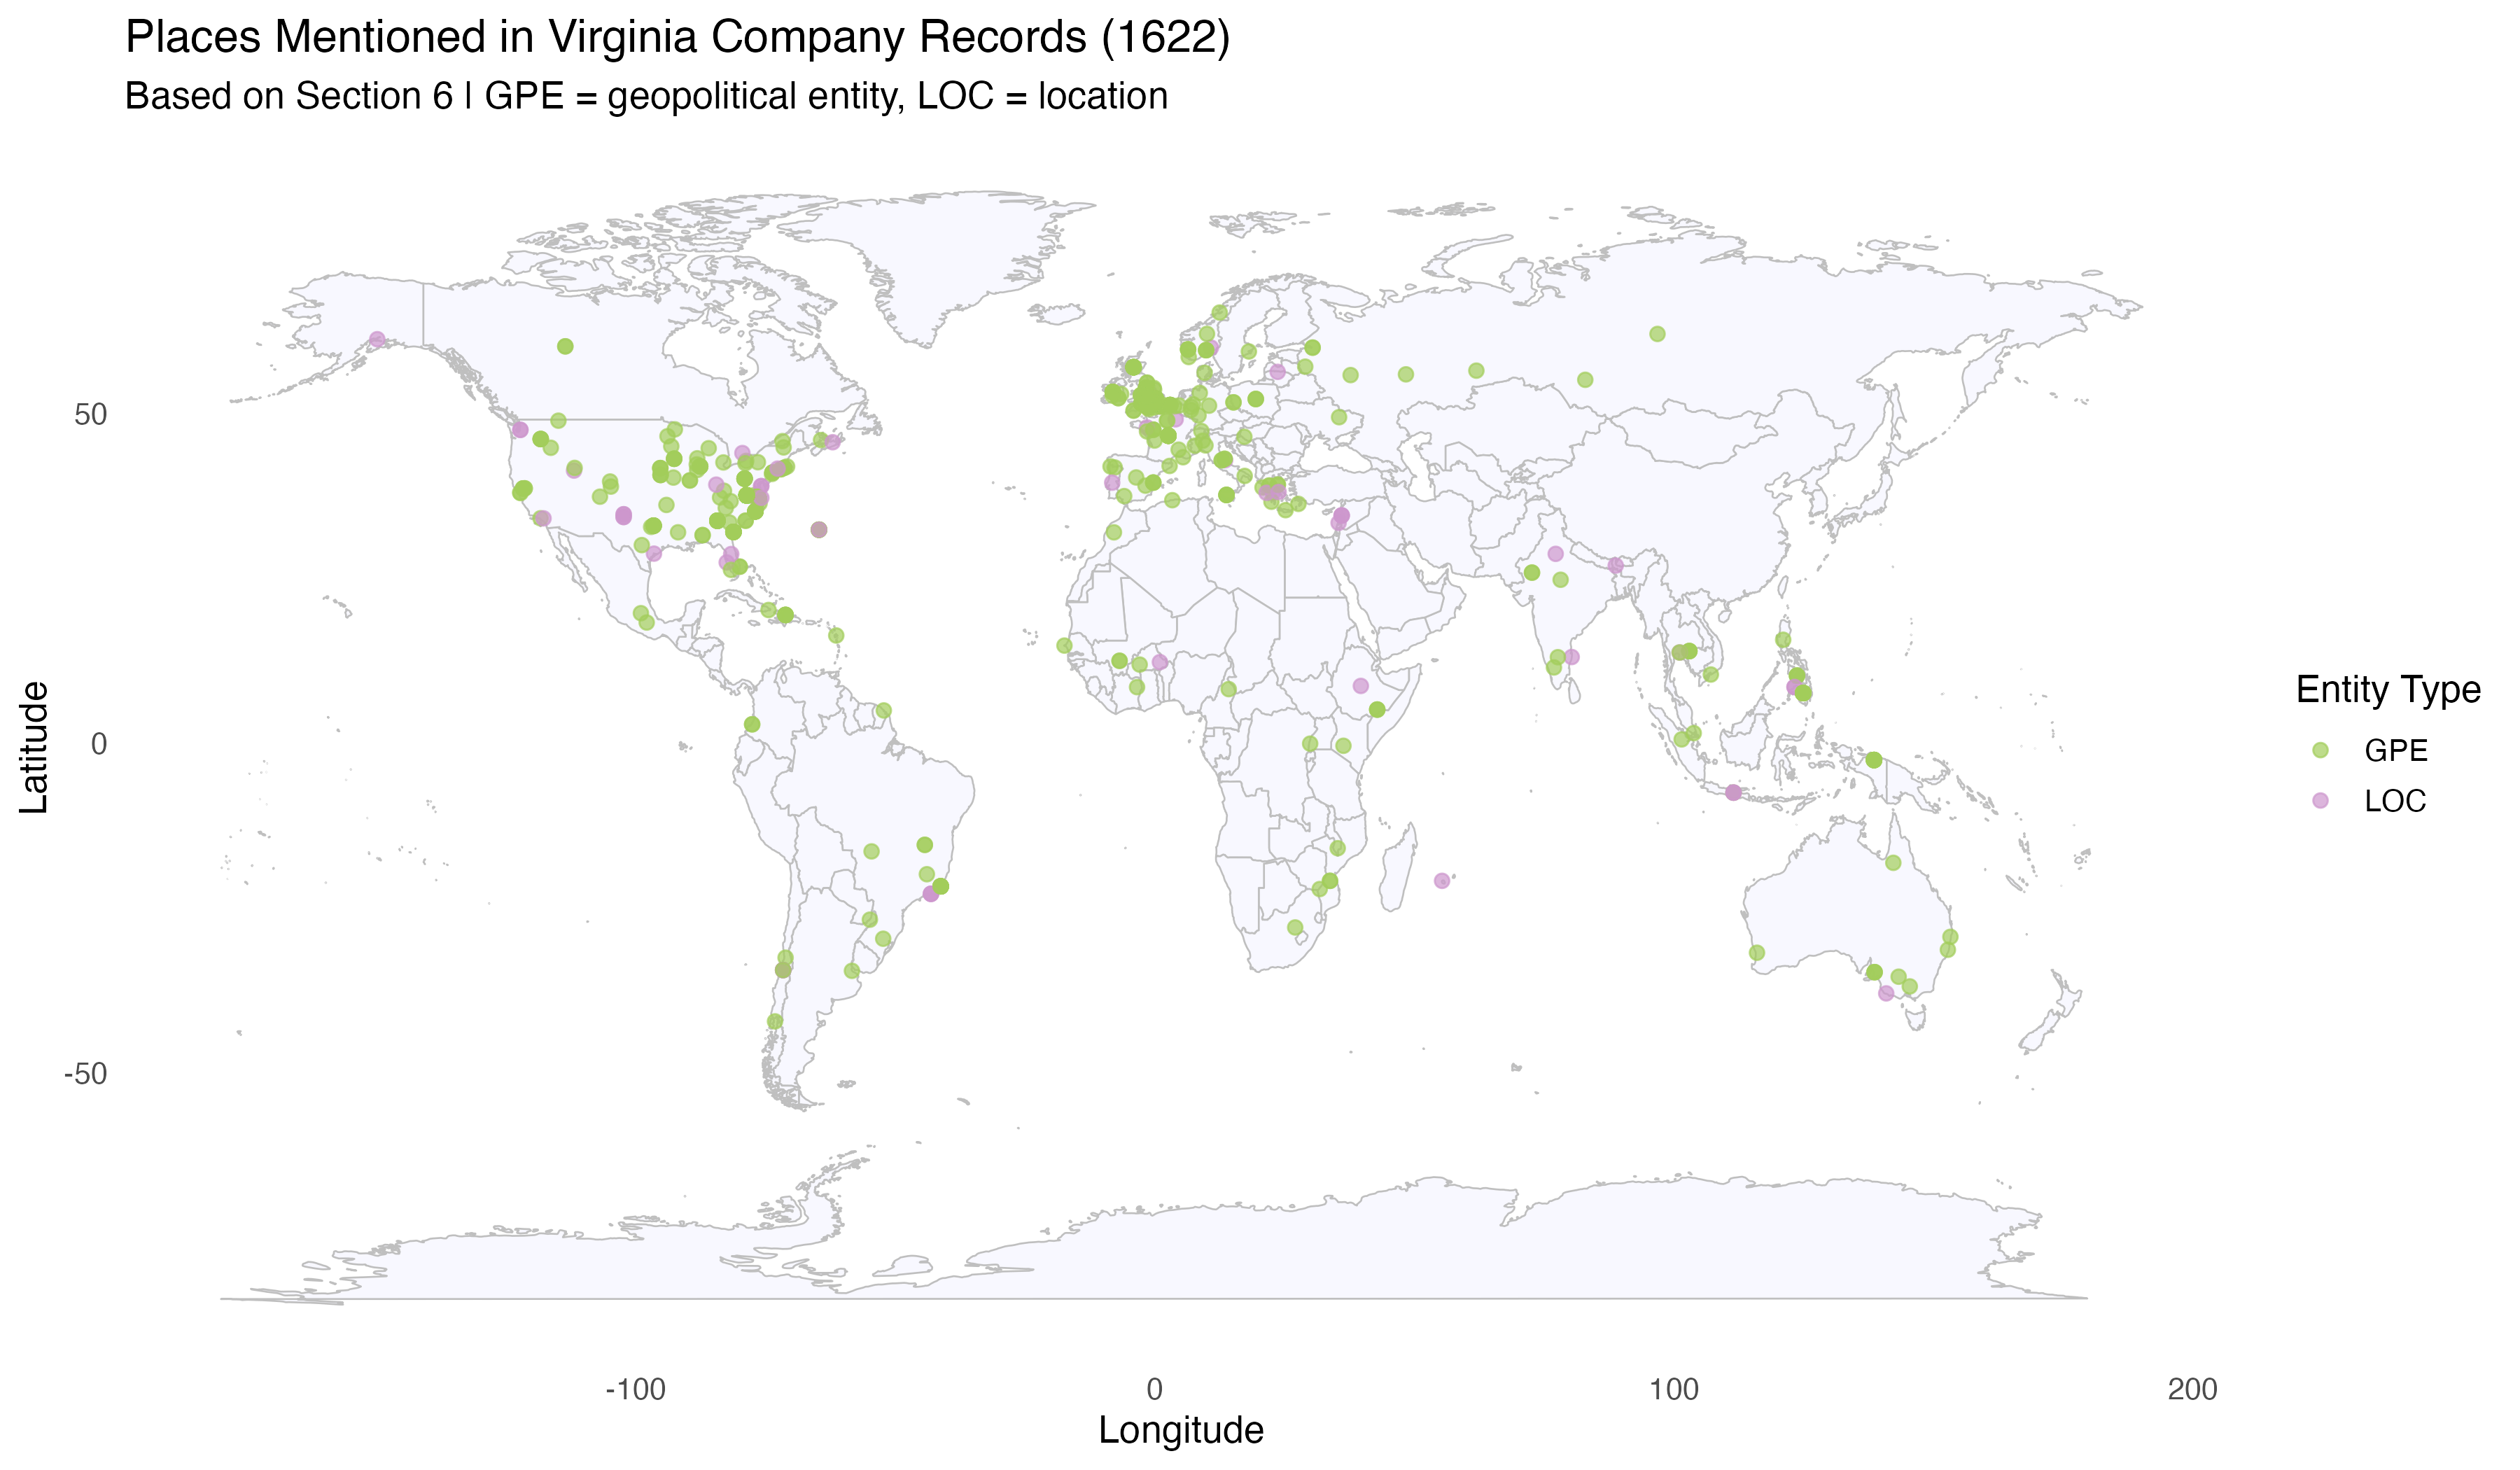 Places Mentioned in Virginia Company Records (1622)
Based on Section 6 | GPE = geopolitical entity, LOC = location
50
0
-50
Latitude
-100
0
100
200
Longitude
Entity Type
GPE
LOC